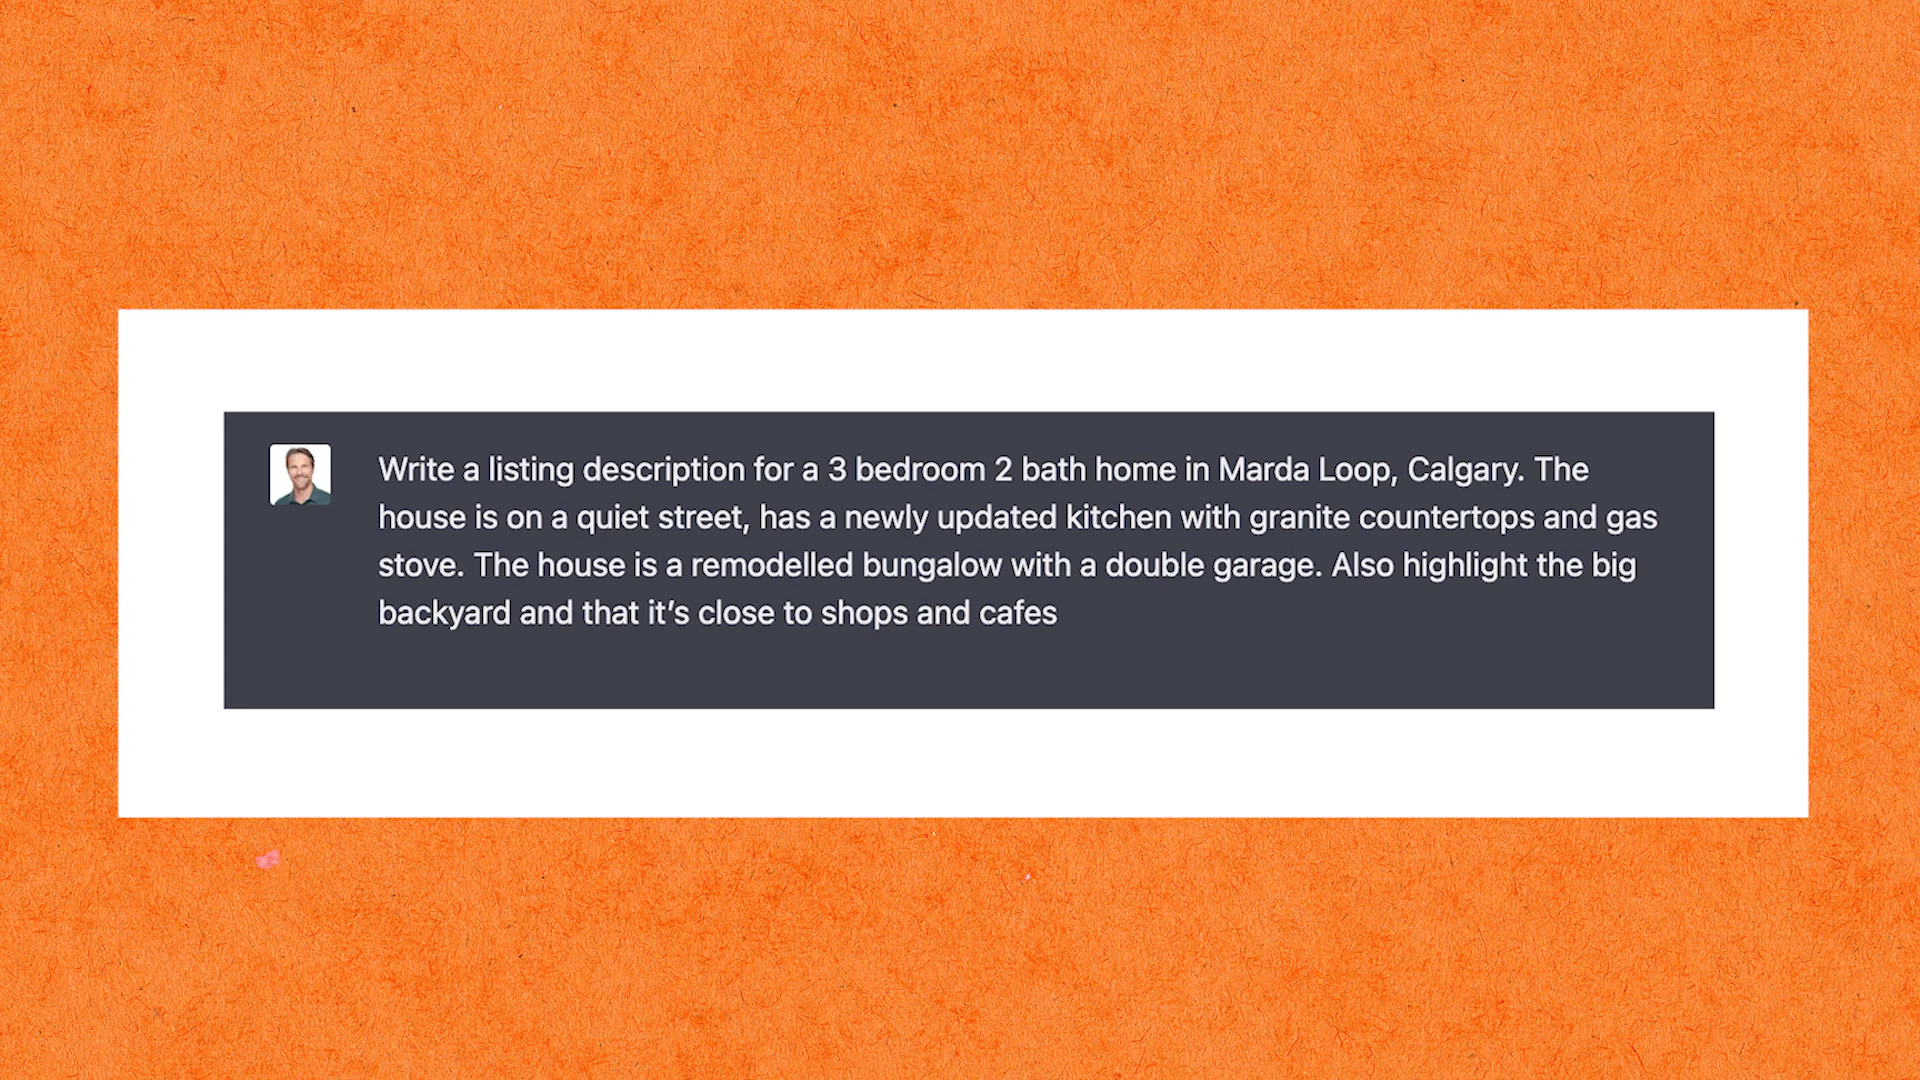 Write a listing description for a 3 bedroom 2 bath home in Marda Loop, Calgary. The
house is on a quiet street, has a newly updated kitchen with granite countertops and gas
stove. The house is a remodelled bungalow with a double garage. Also highlight the big
backyard and that it’s close to shops and cafes